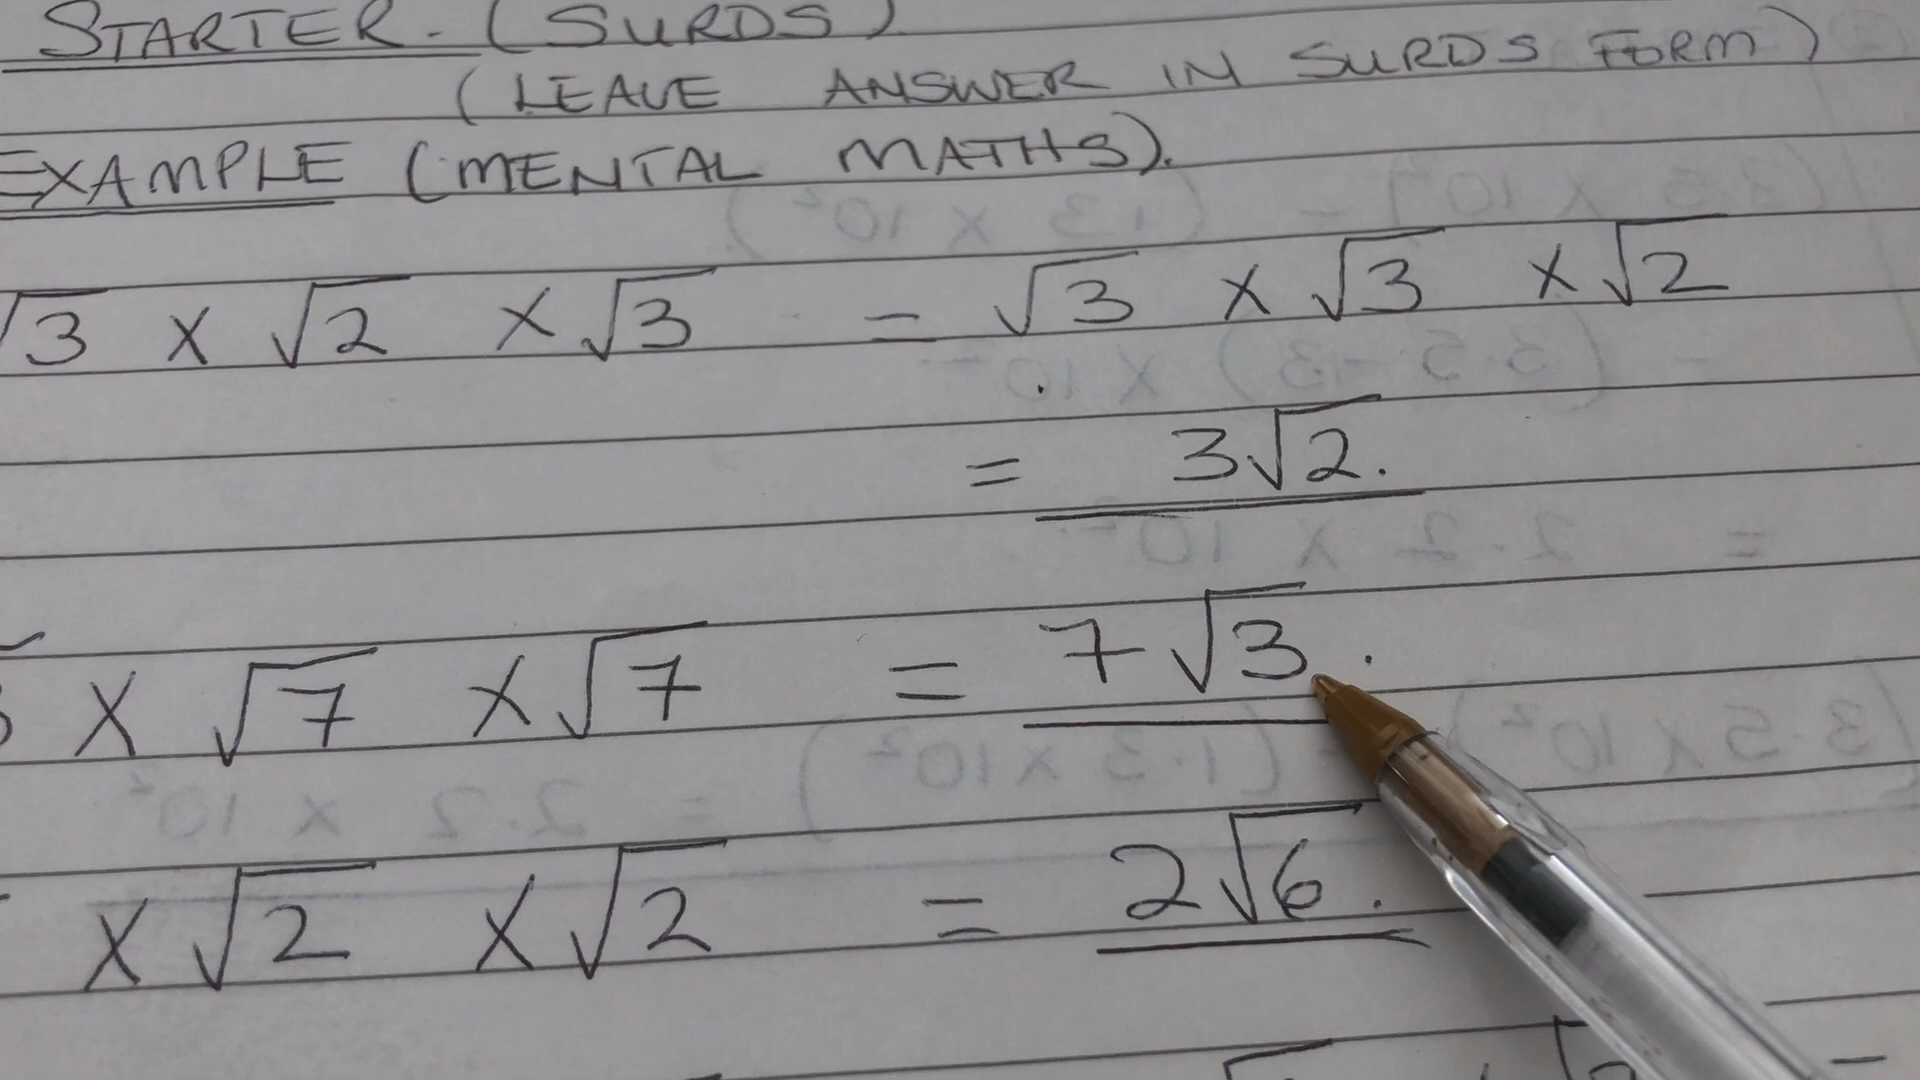 STARTER. (SURDS)
(LEAVE ANSWER IN SURDS FORM)
EXAMPLE (MENTAL MATHS).
√3 × √2 × √3 = √3 × √3 × √2
= 3√2.
× √7 × √7 = 7√3.
× √2 × √2 = 2√6.